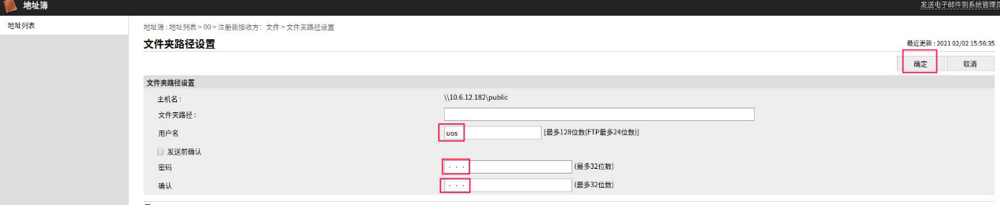 地址簿
发送电子邮件到系统管理员
地址列表
地址簿 : 地址列表 > 00 > 注册新接收方：文件 > 文件夹路径设置
文件夹路径设置
最近更新 : 2021 02/02 15:56:35
确定
取消
文件夹路径设置
主机名 :
\\10.6.12.182\public
文件夹路径 :
用户名
uos
[最多128位数(FTP最多24位数)]
发送前确认
密码
· · ·
(最多32位数)
确认
· · ·
(最多32位数)